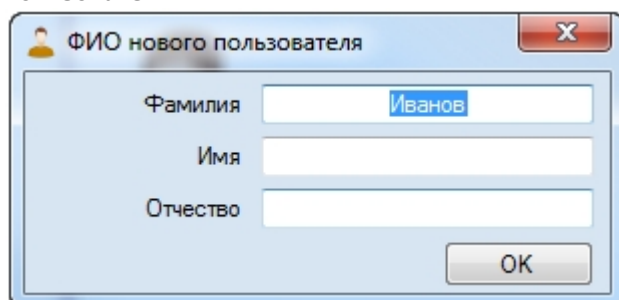 ФИО нового пользователя
Фамилия Иванов
Имя
Отчество
OK